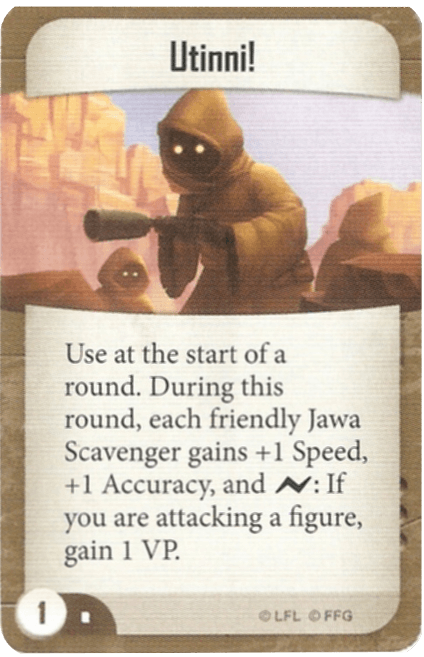 Utinni!
Use at the start of a
round. During this
round, each friendly Jawa
Scavenger gains +1 Speed,
+1 Accuracy, and : If
you are attacking a figure,
gain 1 VP.
1
© LFL © FFG